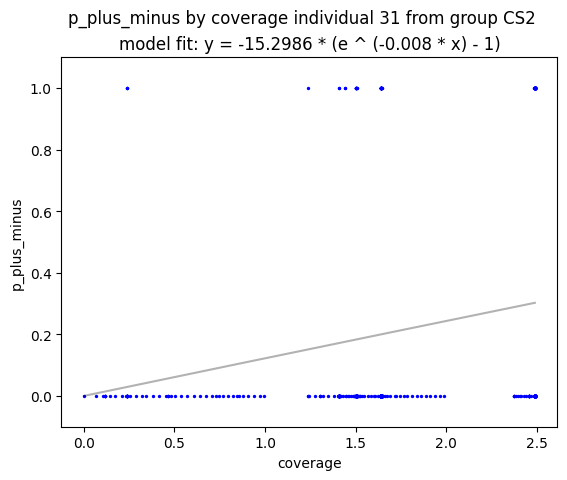 p_plus_minus by coverage individual 31 from group CS2
model fit: y = -15.2986 * (e ^ (-0.008 * x) - 1)
1.0
0.8
0.6
0.4
0.2
0.0
p_plus_minus
0.0 0.5 1.0 1.5 2.0 2.5
coverage